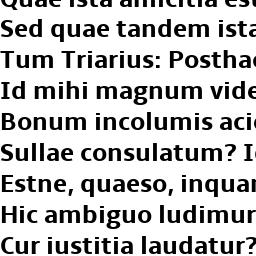 Quae ista amicitia est
Sed quae tandem ista
Tum Triarius: Posthac
Id mihi magnum vide
Bonum incolumis acie
Sullae consulatum? I
Estne, quaeso, inquam
Hic ambiguo ludimur
Cur iustitia laudatur?